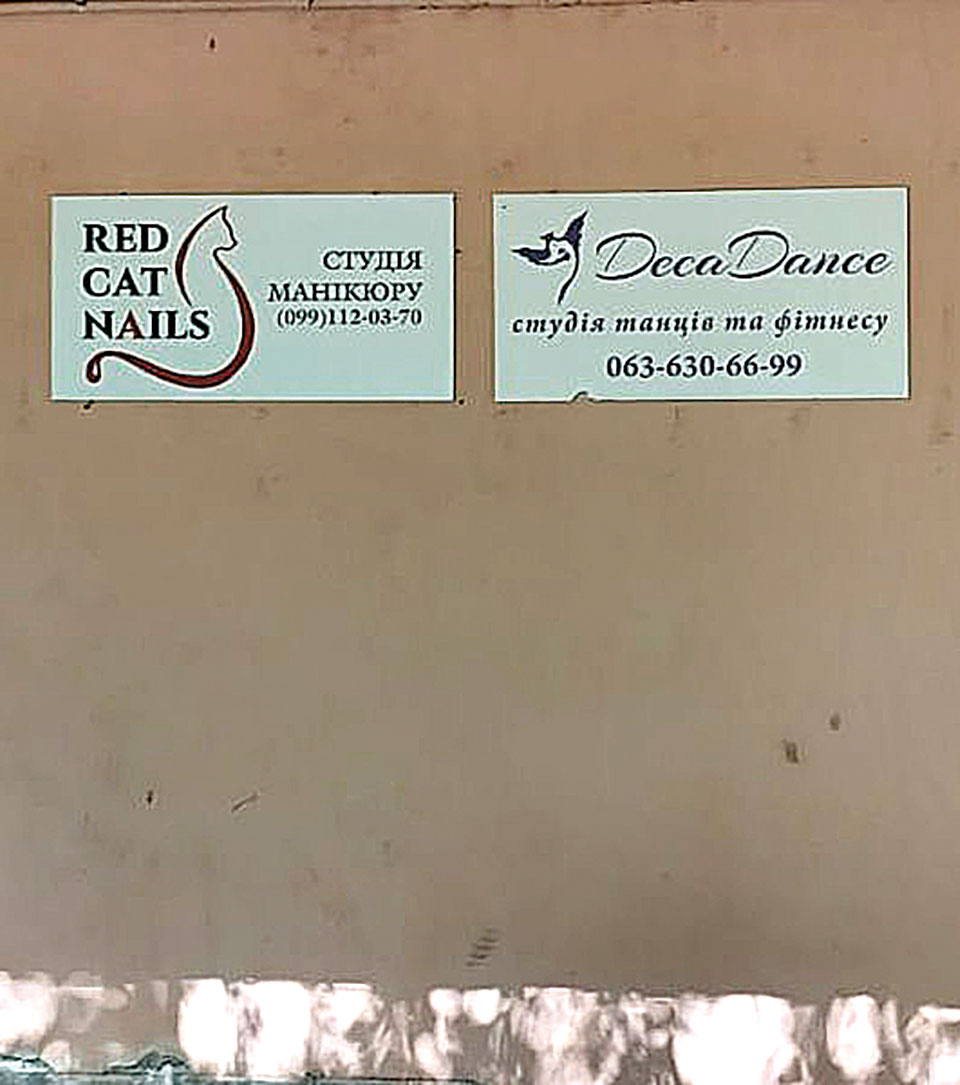 RED
CAT
NAILS
СТУДІЯ
МАНІКЮРУ
(099)112-03-70
DecaDance
студія танців та фітнесу
063-630-66-99